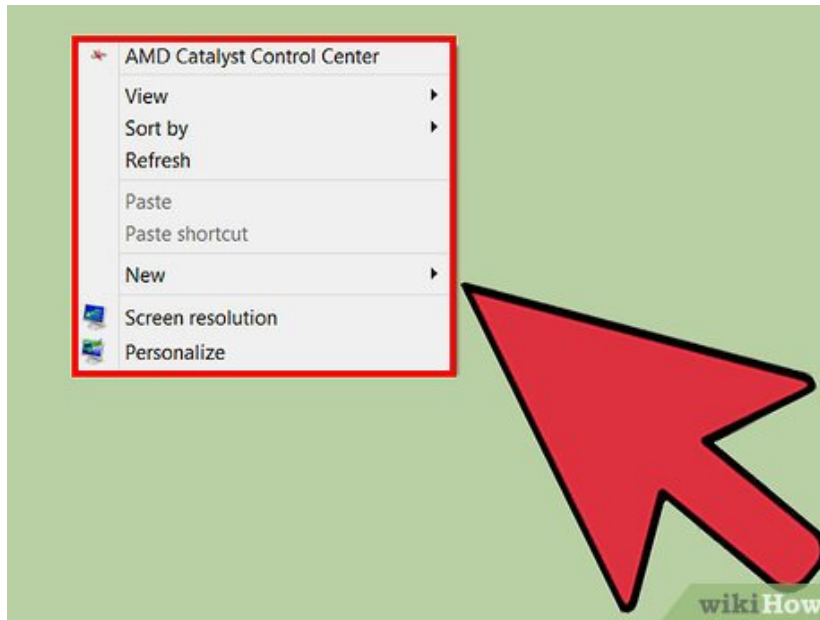 AMD Catalyst Control Center
View
Sort by
Refresh
Paste
Paste shortcut
New
Screen resolution
Personalize
wikiHow